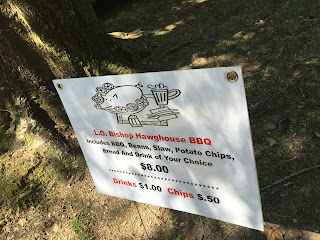 L.O. Bishop Hawghouse BBQ
Includes BBQ, Beans, Slaw, Potato Chips,
Bread And Drink of Your Choice
$8.00
Drinks $1.00 Chips $.50